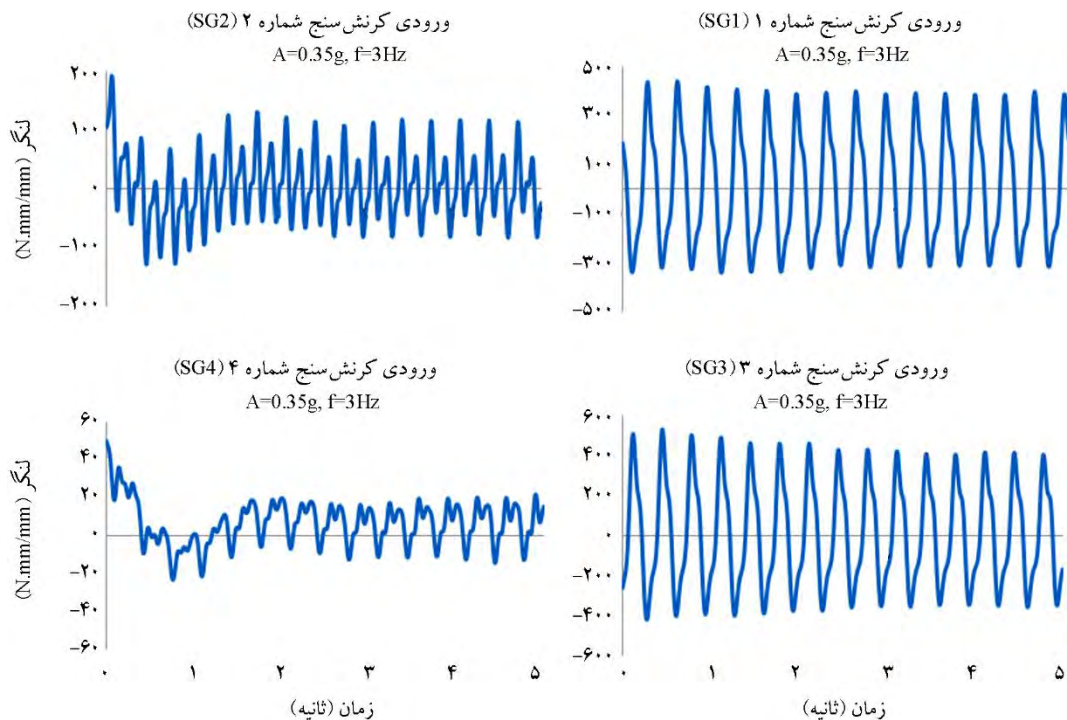 ورودی کرنش‌سنج شماره ۱ (SG1)
A=0.35g, f=3Hz
۵۰۰
۳۰۰
۱۰۰
-۱۰۰
-۳۰۰
-۵۰۰
ورودی کرنش‌سنج شماره ۲ (SG2)
A=0.35g, f=3Hz
لنگر (N.mm/mm)
۲۰۰
۱۰۰
۰
-۱۰۰
-۲۰۰
ورودی کرنش‌سنج شماره ۳ (SG3)
A=0.35g, f=3Hz
۶۰۰
۴۰۰
۲۰۰
۰
-۲۰۰
-۴۰۰
-۶۰۰
۰ ۱ ۲ ۳ ۴ ۵
زمان (ثانیه)
ورودی کرنش‌سنج شماره ۴ (SG4)
A=0.35g, f=3Hz
لنگر (N.mm/mm)
۶۰
۴۰
۲۰
۰
-۲۰
-۴۰
-۶۰
۰ ۱ ۲ ۳ ۴ ۵
زمان (ثانیه)